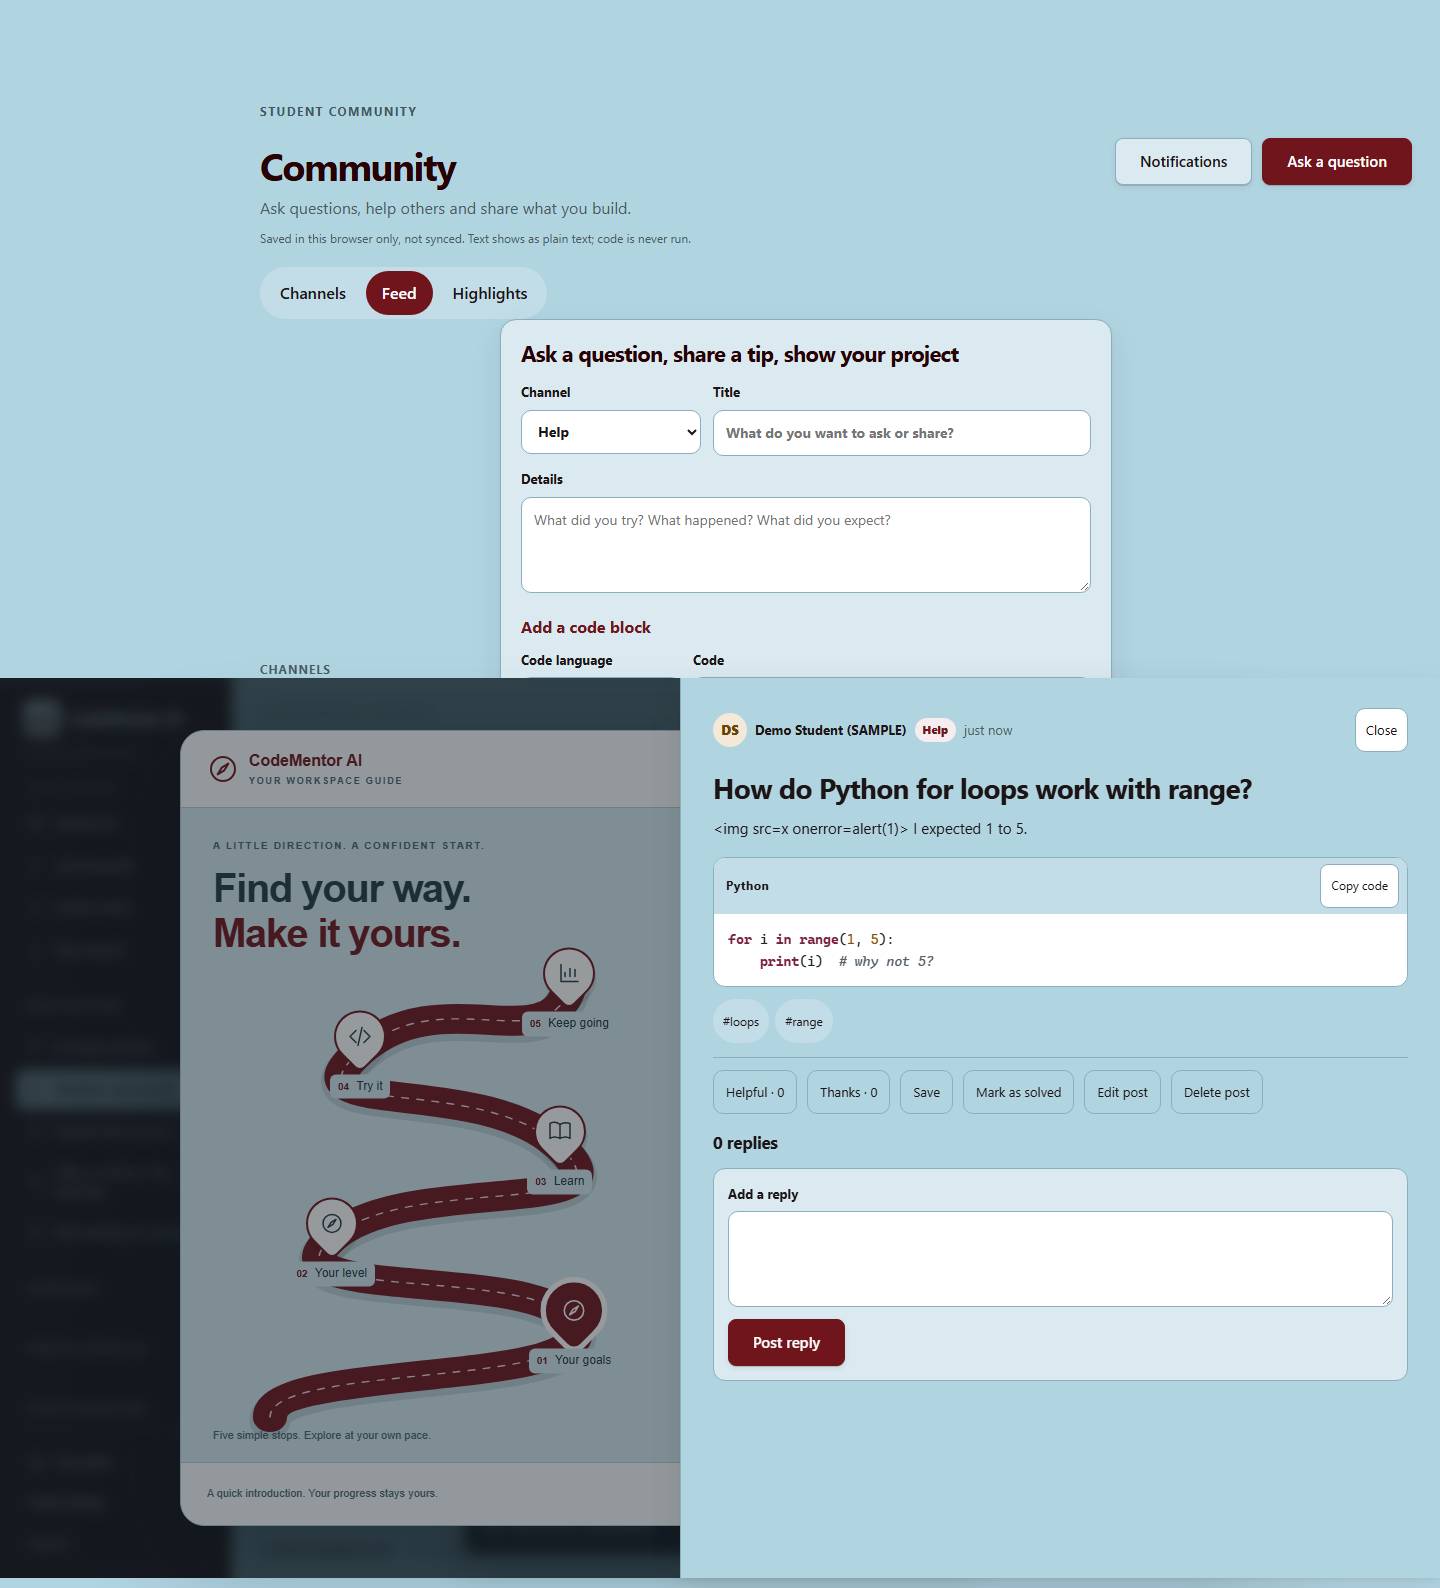 STUDENT COMMUNITY
Community
Notifications
Ask a question
Ask questions, help others and share what you build.
Saved in this browser only, not synced. Text shows as plain text; code is never run.
Channels
Feed
Highlights
Ask a question, share a tip, show your project
Channel
Title
Help
What do you want to ask or share?
Details
What did you try? What happened? What did you expect?
Add a code block
Code language
Code
CHANNELS
CodeMentor AI
YOUR WORKSPACE GUIDE
A LITTLE DIRECTION. A CONFIDENT START.
Find your way.
Make it yours.
05 Keep going
04 Try it
03 Learn
02 Your level
01 Your goals
Five simple stops. Explore at your own pace.
A quick introduction. Your progress stays yours.
DS
Demo Student (SAMPLE)
Help
just now
Close
How do Python for loops work with range?
<img src=x onerror=alert(1)> I expected 1 to 5.
Python
Copy code
for i in range(1, 5):
    print(i)  # why not 5?
#loops
#range
Helpful · 0
Thanks · 0
Save
Mark as solved
Edit post
Delete post
0 replies
Add a reply
Post reply